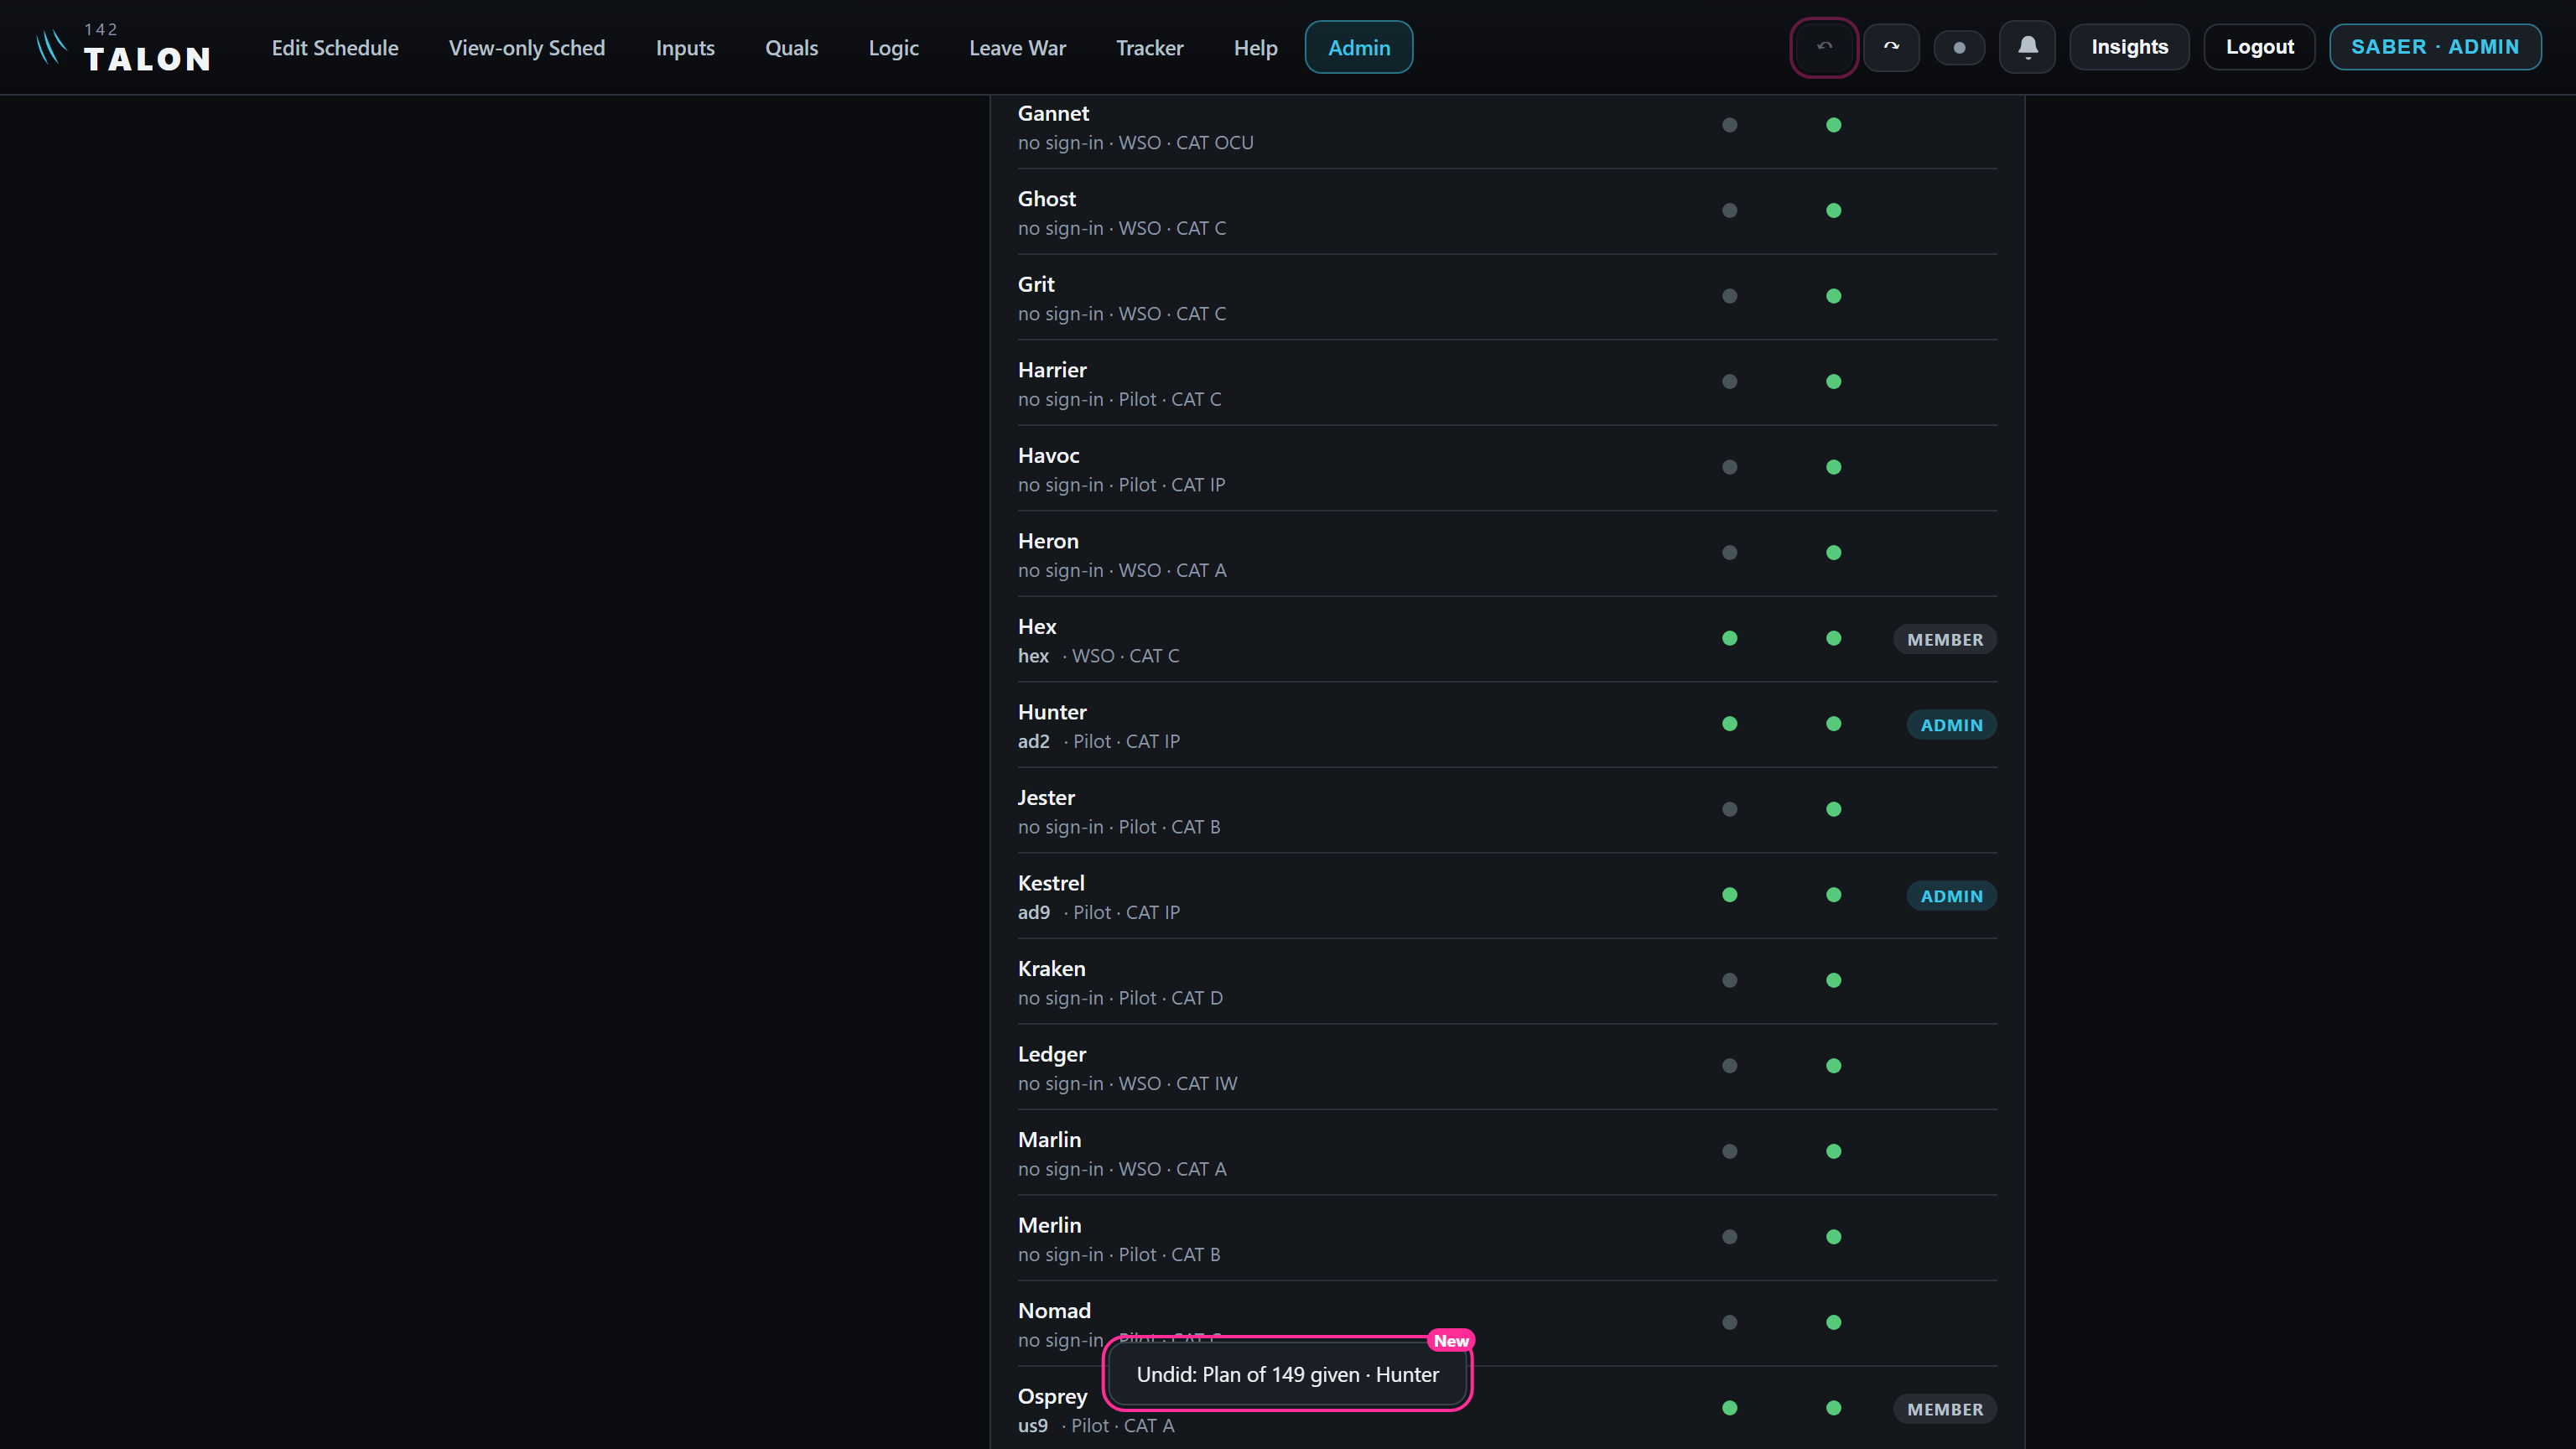 142
TALON
Edit Schedule
View-only Sched
Inputs
Quals
Logic
Leave War
Tracker
Help
Admin
Insights
Logout
SABER · ADMIN
Gannet
no sign-in · WSO · CAT OCU
Ghost
no sign-in · WSO · CAT C
Grit
no sign-in · WSO · CAT C
Harrier
no sign-in · Pilot · CAT C
Havoc
no sign-in · Pilot · CAT IP
Heron
no sign-in · WSO · CAT A
Hex
hex · WSO · CAT C
MEMBER
Hunter
ad2 · Pilot · CAT IP
ADMIN
Jester
no sign-in · Pilot · CAT B
Kestrel
ad9 · Pilot · CAT IP
ADMIN
Kraken
no sign-in · Pilot · CAT D
Ledger
no sign-in · WSO · CAT IW
Marlin
no sign-in · WSO · CAT A
Merlin
no sign-in · Pilot · CAT B
Nomad
no sign-in · Pilot · CAT
New
Undid: Plan of 149 given · Hunter
Osprey
us9 · Pilot · CAT A
MEMBER